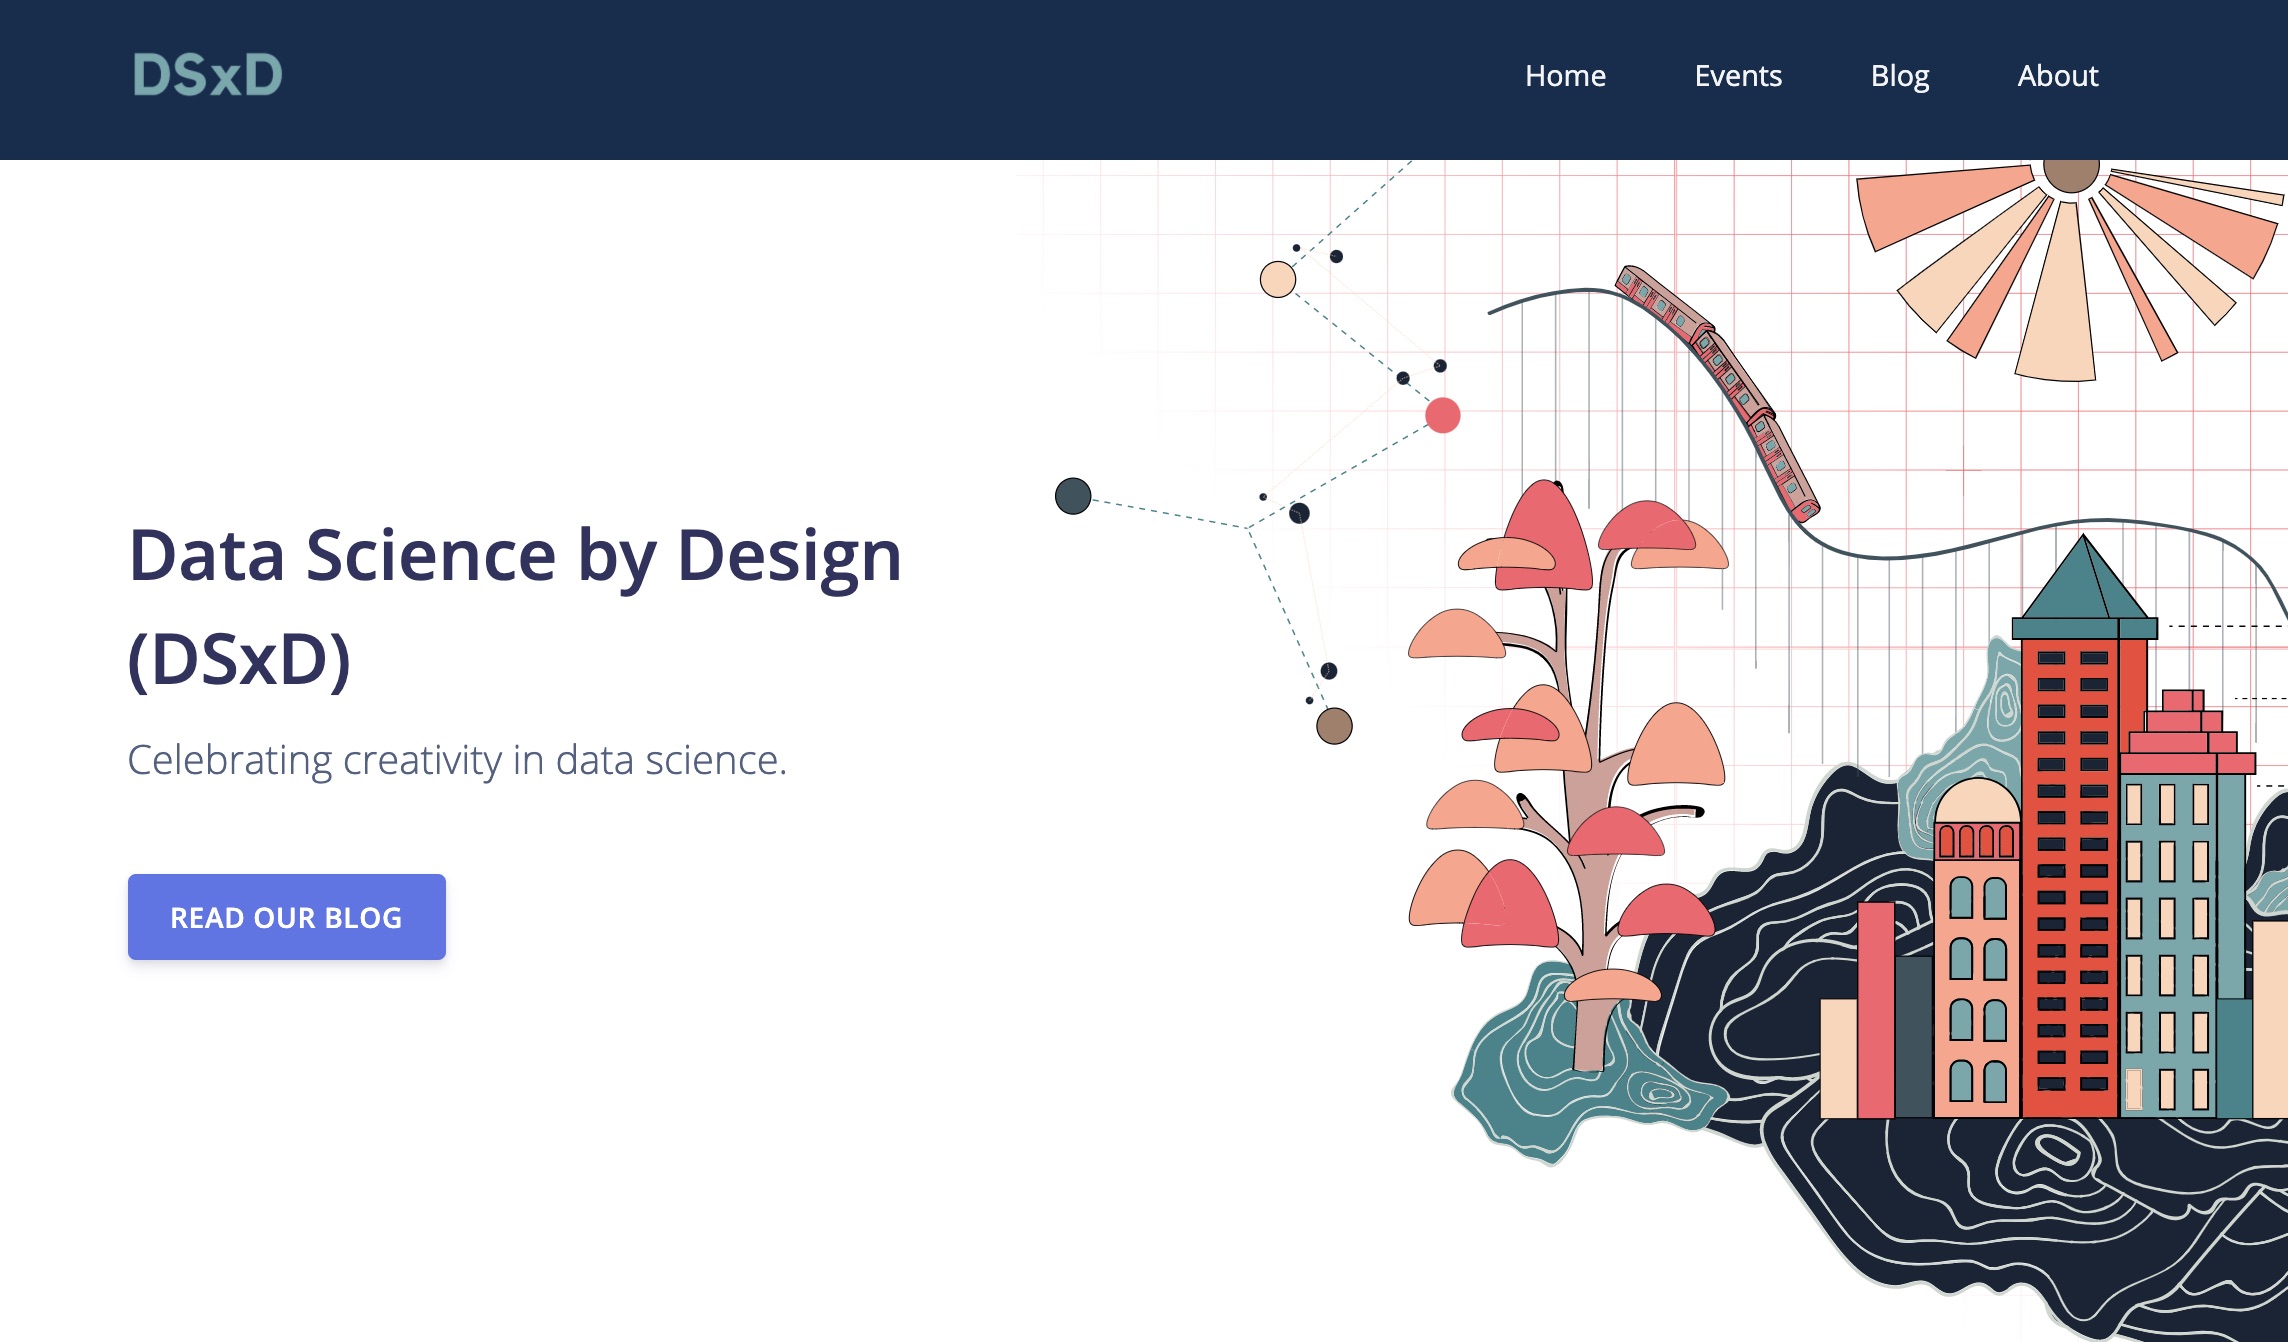 DSxD
Home Events Blog About
Data Science by Design
(DSxD)
Celebrating creativity in data science.
READ OUR BLOG